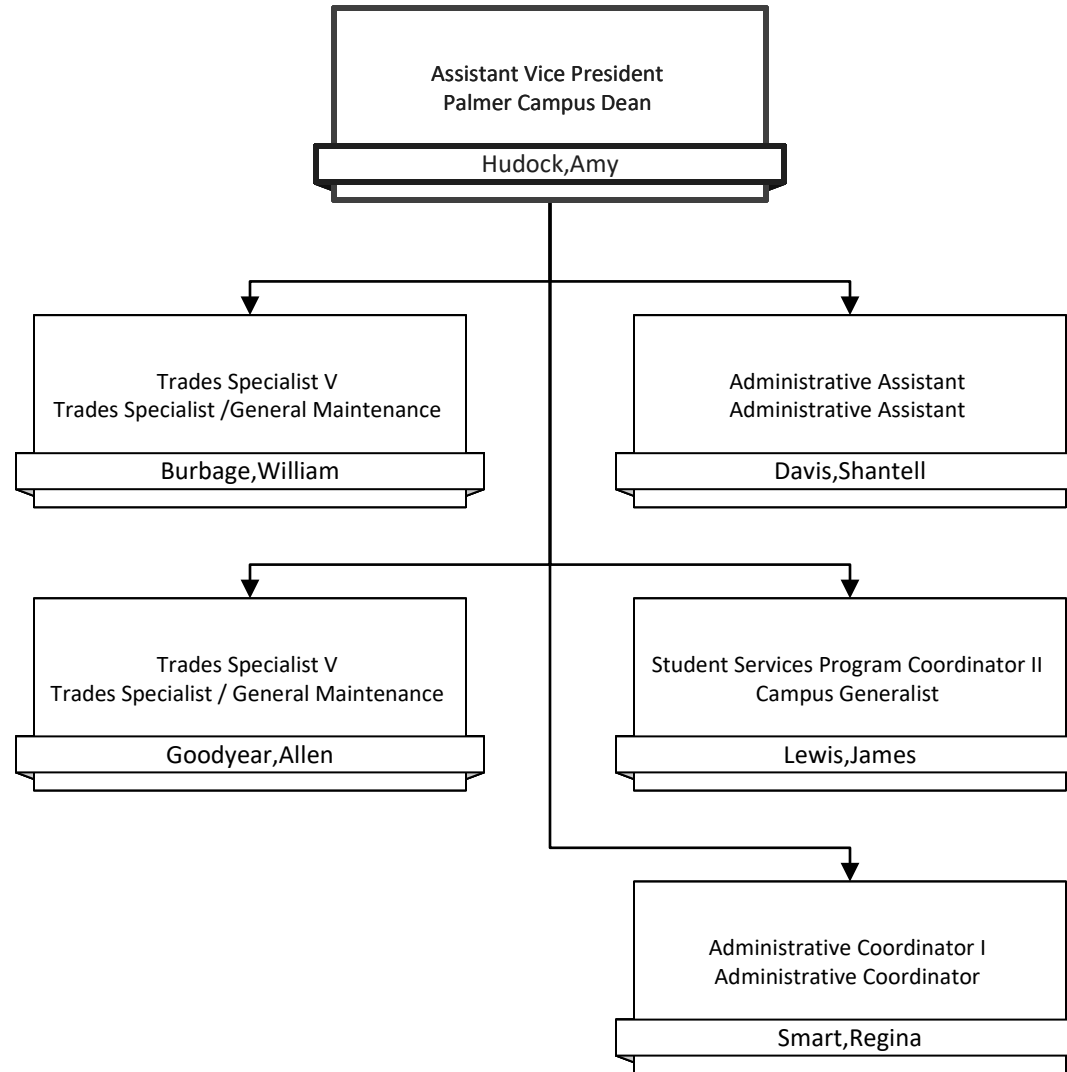 Assistant Vice President
Palmer Campus Dean
Hudock,Amy
Trades Specialist V
Trades Specialist /General Maintenance
Burbage,William
Administrative Assistant
Administrative Assistant
Davis,Shantell
Trades Specialist V
Trades Specialist / General Maintenance
Goodyear,Allen
Student Services Program Coordinator II
Campus Generalist
Lewis,James
Administrative Coordinator I
Administrative Coordinator
Smart,Regina